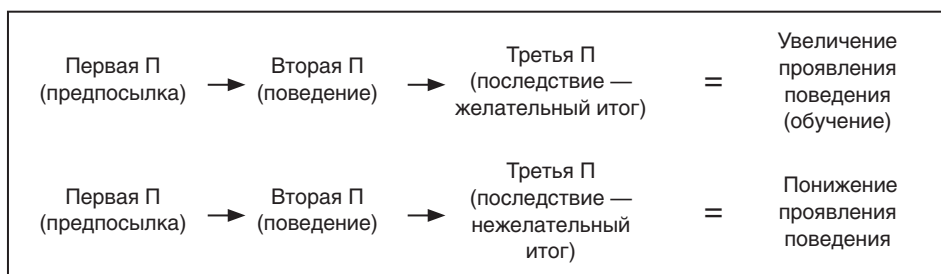 Первая П
(предпосылка)
Вторая П
(поведение)
Третья П
(последствие —
желательный итог)
=
Увеличение
проявления
поведения
(обучение)
Первая П
(предпосылка)
Вторая П
(поведение)
Третья П
(последствие —
нежелательный
итог)
=
Понижение
проявления
поведения